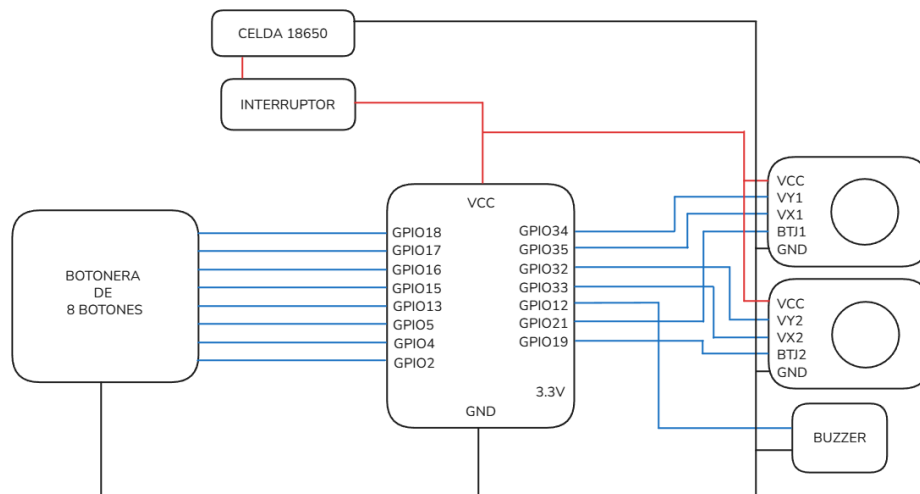 CELDA 18650
INTERRUPTOR
BOTONERA
DE
8 BOTONES
VCC
GPIO18
GPIO17
GPIO16
GPIO15
GPIO13
GPIO5
GPIO4
GPIO2
GPIO34
GPIO35
GPIO32
GPIO33
GPIO12
GPIO21
GPIO19
3.3V
GND
VCC
VY1
VX1
BTJ1
GND
VCC
VY2
VX2
BTJ2
GND
BUZZER